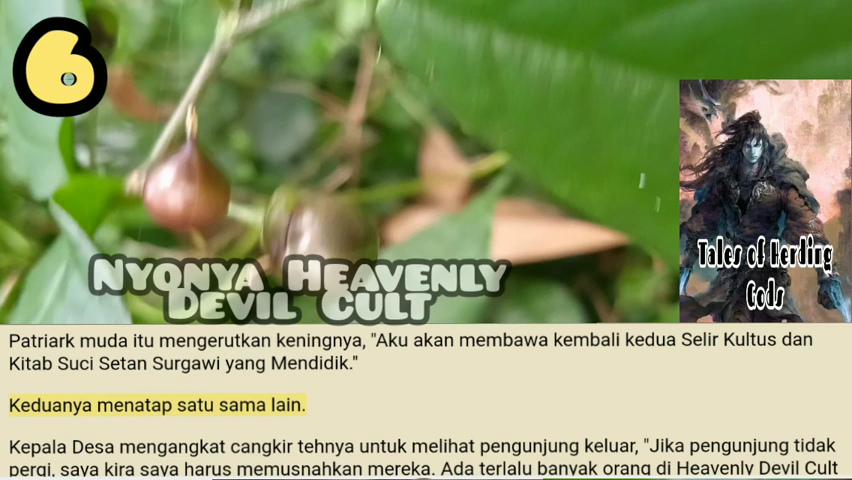 6
Tales of Herding
Gods
Nyonya Heavenly
Devil Cult
Patriark muda itu mengerutkan keningnya, "Aku akan membawa kembali kedua Selir Kultus dan
Kitab Suci Setan Surgawi yang Mendidik."
Keduanya menatap satu sama lain.
Kepala Desa mengangkat cangkir tehnya untuk melihat pengunjung keluar, "Jika pengunjung tidak
pergi, saya kira saya harus memusnahkan mereka. Ada terlalu banyak orang di Heavenly Devil Cult